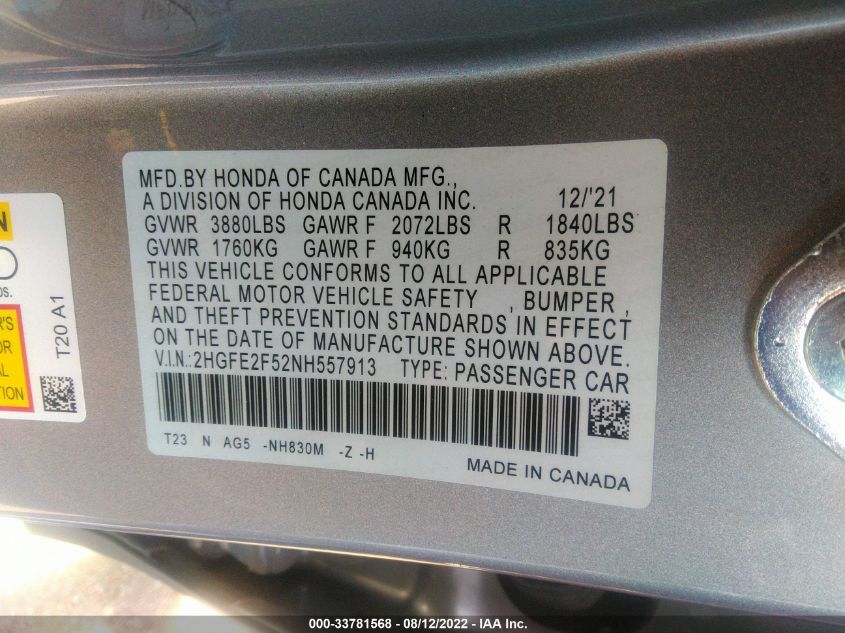 MFD.BY HONDA OF CANADA MFG.,
A DIVISION OF HONDA CANADA INC. 12/'21
GVWR 3880LBS GAWR F 2072LBS R 1840LBS
GVWR 1760KG GAWR F 940KG R 835KG
THIS VEHICLE CONFORMS TO ALL APPLICABLE
FEDERAL MOTOR VEHICLE SAFETY , BUMPER ,
AND THEFT PREVENTION STANDARDS IN EFFECT
ON THE DATE OF MANUFACTURE SHOWN ABOVE.
V.I.N.:2HGFE2F52NH557913 TYPE: PASSENGER CAR
T23 N AG5 -NH830M -Z -H
MADE IN CANADA
T20 A1
000-33781568 - 08/12/2022 - IAA Inc.